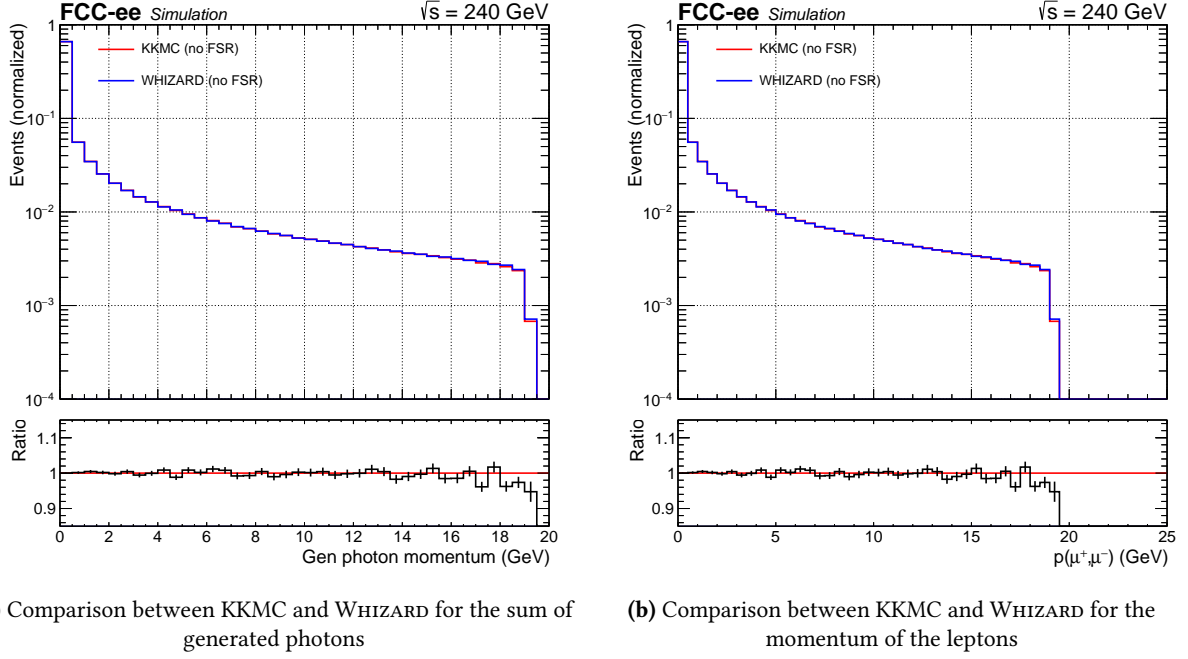 FCC-ee Simulation √s = 240 GeV
Events (normalized)
1
10⁻¹
10⁻²
10⁻³
10⁻⁴
KKMC (no FSR)
WHIZARD (no FSR)
Ratio
1.1
1
0.9
0 2 4 6 8 10 12 14 16 18 20
Gen photon momentum (GeV)
) Comparison between KKMC and WHIZARD for the sum of
generated photons
FCC-ee Simulation √s = 240 GeV
Events (normalized)
1
10⁻¹
10⁻²
10⁻³
10⁻⁴
KKMC (no FSR)
WHIZARD (no FSR)
Ratio
1.1
1
0.9
0 5 10 15 20 25
p(μ⁺,μ⁻) (GeV)
(b) Comparison between KKMC and WHIZARD for the
momentum of the leptons